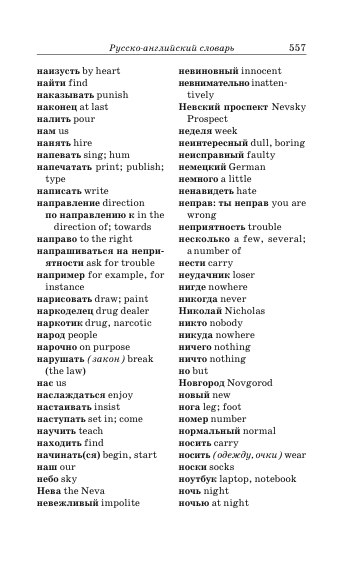 Русско-английский словарь 557
наизусть by heart
найти find
наказывать punish
наконец at last
налить pour
нам us
нанять hire
напевать sing; hum
напечатать print; publish;
type
написать write
направление direction
по направлению к in the
direction of; towards
направо to the right
напрашиваться на непри-
ятности ask for trouble
например for example, for
instance
нарисовать draw; paint
наркоделец drug dealer
наркотик drug, narcotic
народ people
нарочно on purpose
нарушать (закон) break
(the law)
нас us
наслаждаться enjoy
настаивать insist
наступать set in; come
научить teach
находить find
начинать(ся) begin, start
наш our
небо sky
Нева the Neva
невежливый impolite
невиновный innocent
невнимательно inatten-
tively
Невский проспект Nevsky
Prospect
неделя week
неинтересный dull, boring
неисправный faulty
немецкий German
немного a little
ненавидеть hate
неправ: ты неправ you are
wrong
неприятность trouble
несколько a few, several;
a number of
нести carry
неудачник loser
нигде nowhere
никогда never
Николай Nicholas
никто nobody
никуда nowhere
ничего nothing
ничто nothing
но but
Новгород Novgorod
новый new
нога leg; foot
номер number
нормальный normal
носить carry
носить (одежду, очки) wear
носки socks
ноутбук laptop, notebook
ночь night
ночью at night